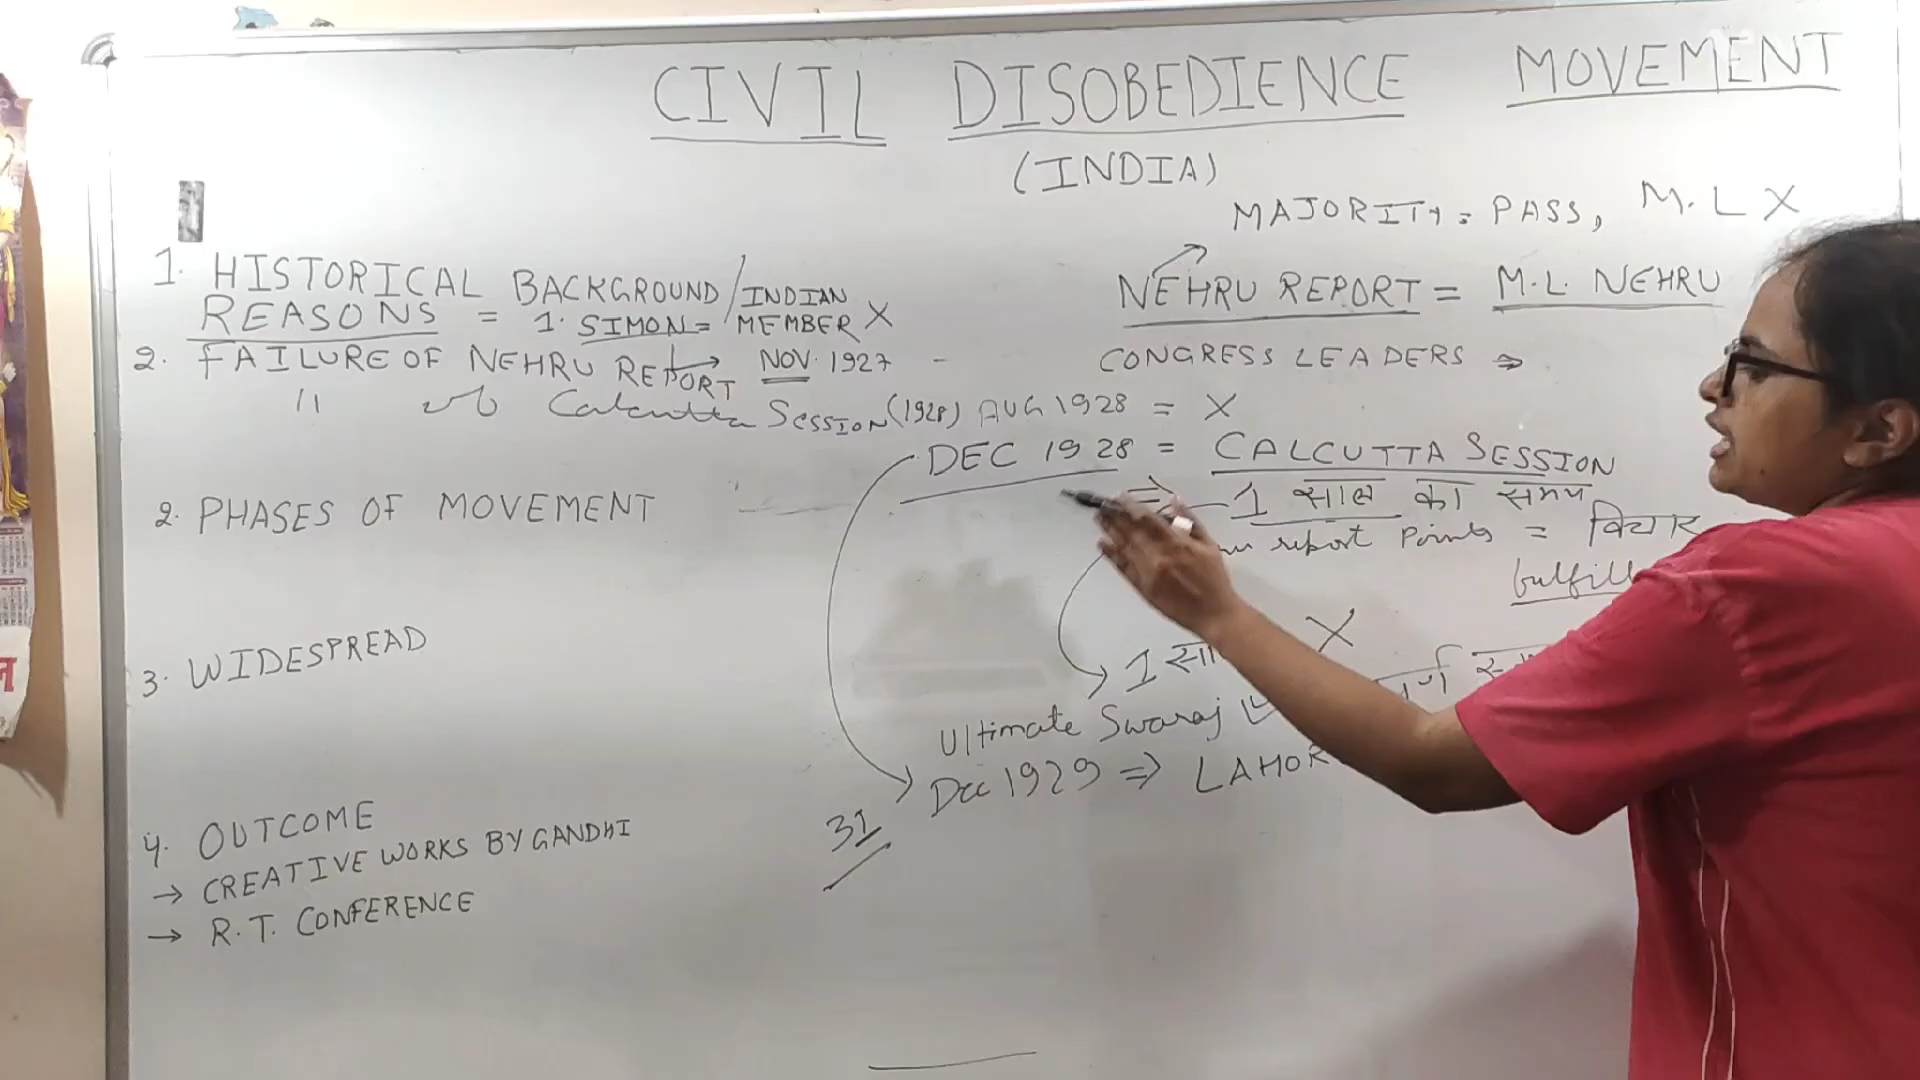 CIVIL DISOBEDIENCE MOVEMENT
(INDIA)
MAJORITY = PASS, M.L X
1. HISTORICAL BACKGROUND / INDIAN
REASONS = 1. SIMON = MEMBER X
NEHRU REPORT = M.L. NEHRU
2. FAILURE OF NEHRU REPORT NOV. 1927 -
CONGRESS LEADERS ⇒
" Calcutta SESSION (1928) AUG 1928 = X
DEC 1928 = CALCUTTA SESSION
⇒ 1 साल का समय
report Points = विचार
fulfill
2. PHASES OF MOVEMENT
1 X
3. WIDESPREAD
Ultimate Swaraj
31 Dec 1929 ⇒ LAHOR
4. OUTCOME
→ CREATIVE WORKS BY GANDHI
→ R.T. CONFERENCE